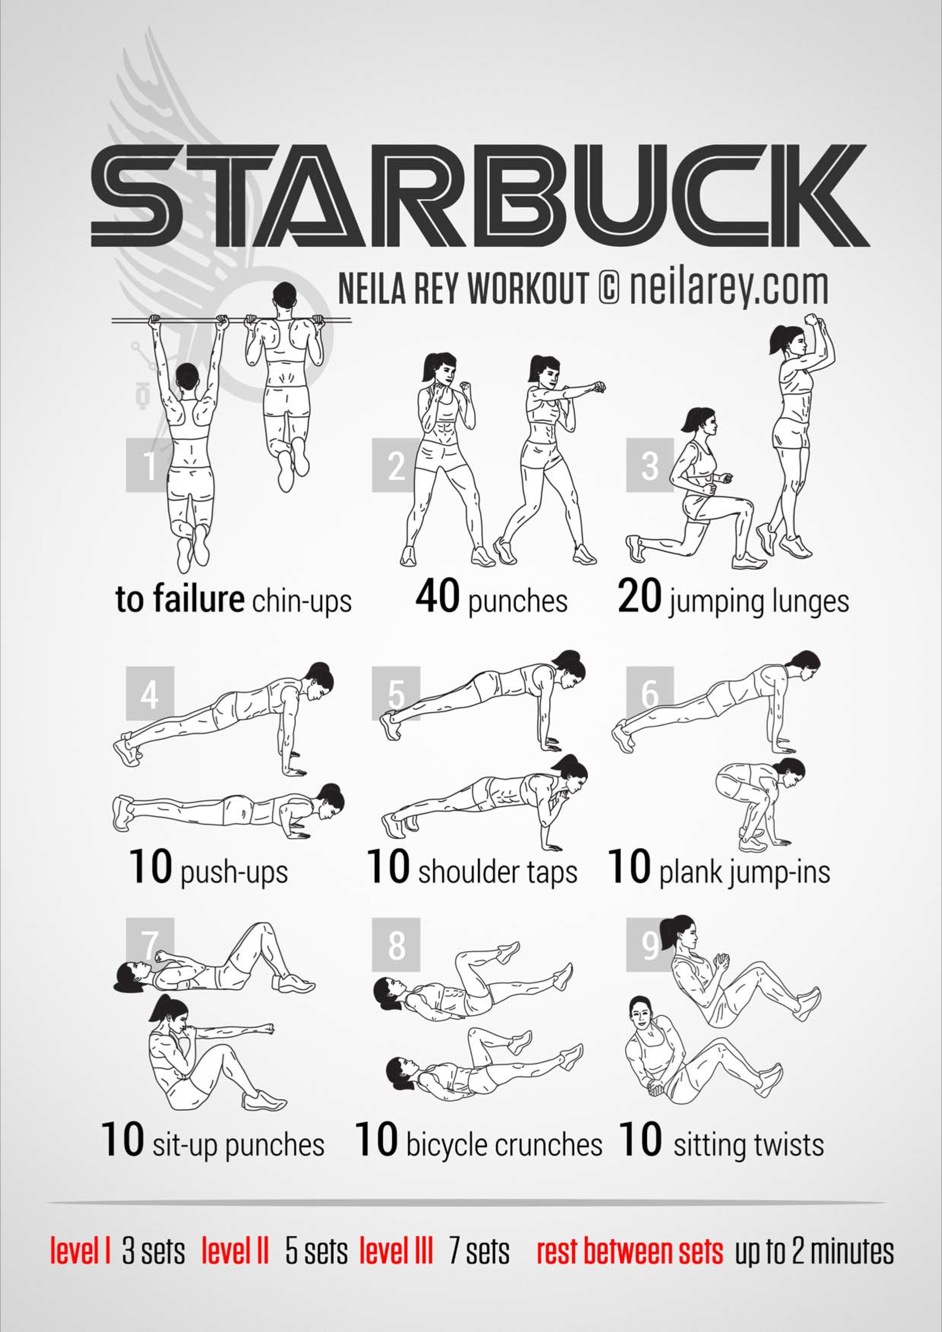 STARBUCK
NEILA REY WORKOUT © neilarey.com
1
2
3
to failure chin-ups
40 punches
20 jumping lunges
4
5
6
10 push-ups
10 shoulder taps
10 plank jump-ins
7
8
9
10 sit-up punches
10 bicycle crunches
10 sitting twists
level I 3 sets level II 5 sets level III 7 sets rest between sets up to 2 minutes